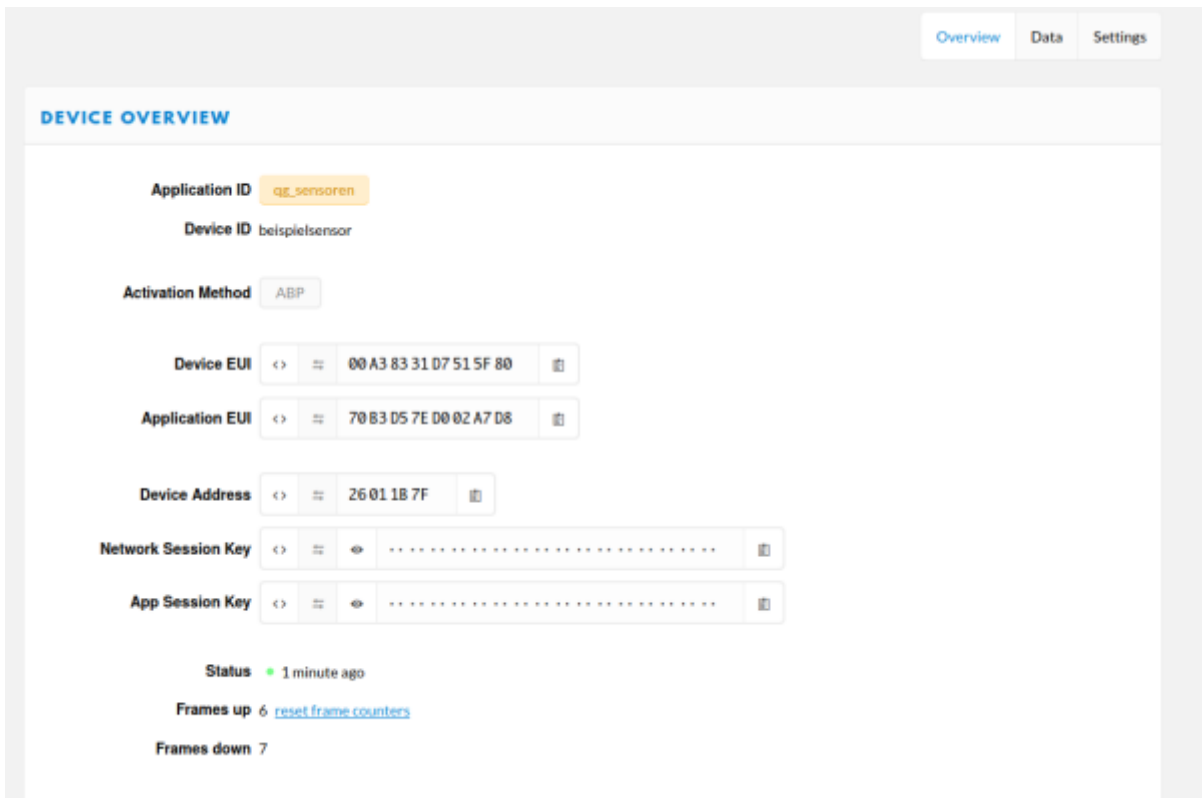 Overview Data Settings
DEVICE OVERVIEW
Application ID qg_sensoren
Device ID beispielsensor
Activation Method ABP
Device EUI <> 00 A3 83 31 D7 51 5F 80
Application EUI <> 70 B3 D5 7E D0 02 A7 D8
Device Address <> 26 01 1B 7F
Network Session Key <>
App Session Key <>
Status 1 minute ago
Frames up 6 reset frame counters
Frames down 7